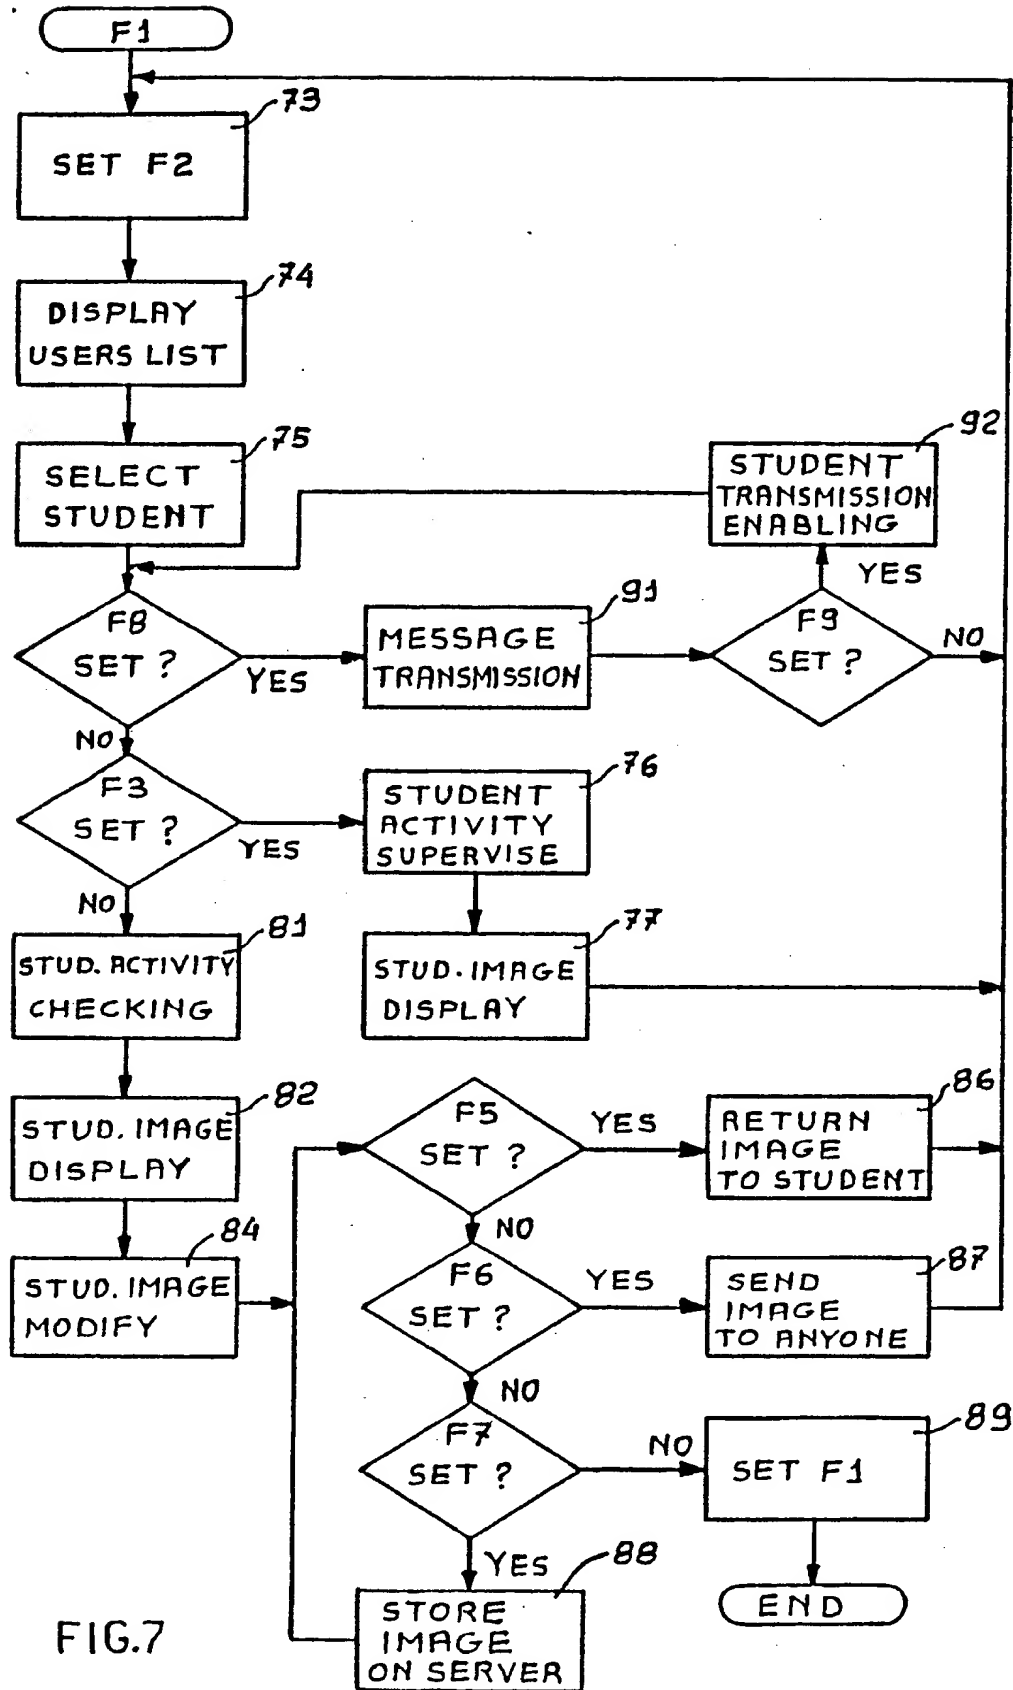 F1
73
SET F2
74
DISPLAY
USERS LIST
75
SELECT
STUDENT
92
STUDENT
TRANSMISSION
ENABLING
YES
F8
SET ?
YES
91
MESSAGE
TRANSMISSION
F9
SET ?
NO
NO
F3
SET ?
YES
76
STUDENT
ACTIVITY
SUPERVISE
NO
81
STUD. ACTIVITY
CHECKING
77
STUD. IMAGE
DISPLAY
82
STUD. IMAGE
DISPLAY
F5
SET ?
YES
86
RETURN
IMAGE
TO STUDENT
NO
84
STUD. IMAGE
MODIFY
F6
SET ?
YES
87
SEND
IMAGE
TO ANYONE
NO
F7
SET ?
NO
89
SET F1
YES
88
STORE
IMAGE
ON SERVER
END
FIG.7